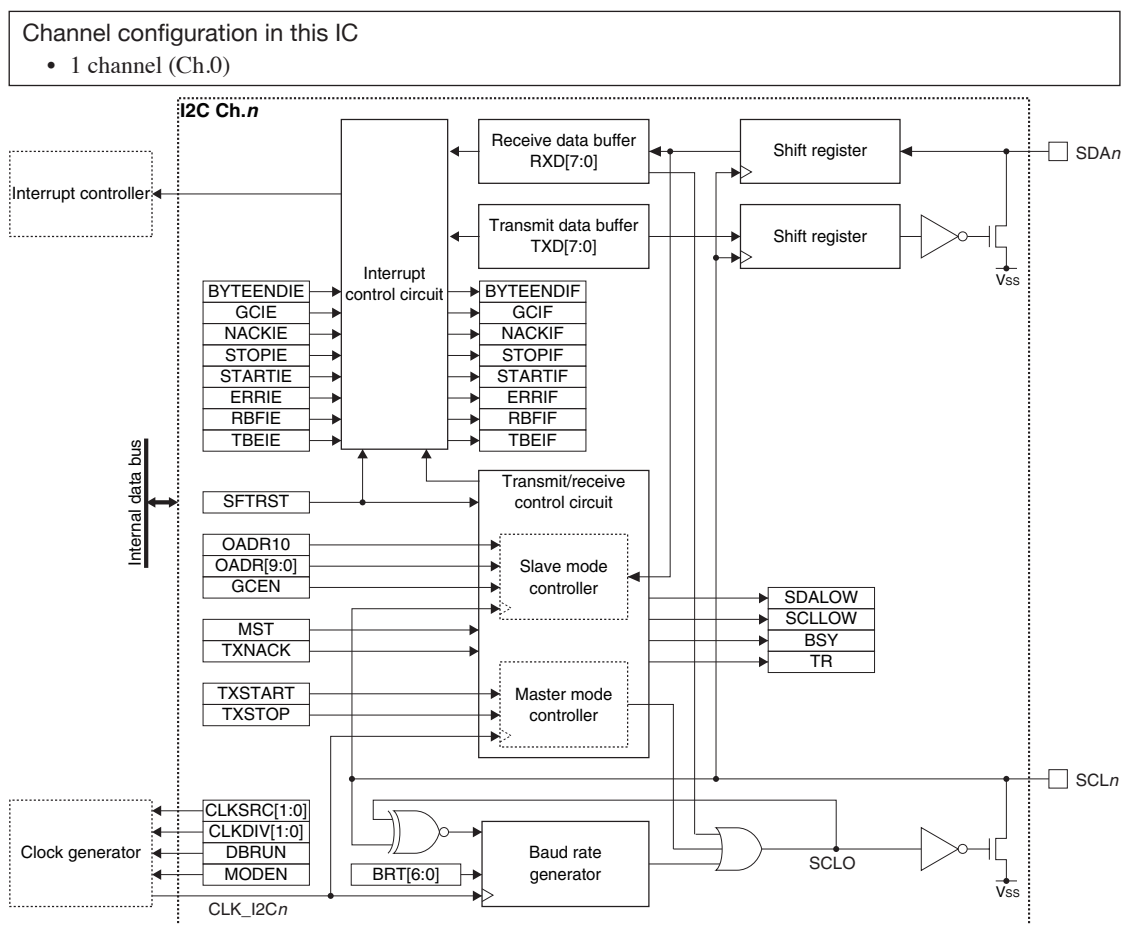 Channel configuration in this IC
• 1 channel (Ch.0)
I2C Ch.n
Interrupt controller
Interrupt
control circuit
Receive data buffer
RXD[7:0]
Shift register
SDAn
Transmit data buffer
TXD[7:0]
Shift register
VSS
BYTEENDIE
GCIE
NACKIE
STOPIE
STARTIE
ERRIE
RBFIE
TBEIE
BYTEENDIF
GCIF
NACKIF
STOPIF
STARTIF
ERRIF
RBFIF
TBEIF
Internal data bus
SFTRST
Transmit/receive
control circuit
OADR10
OADR[9:0]
GCEN
Slave mode
controller
MST
TXNACK
SDALOW
SCLLOW
BSY
TR
TXSTART
TXSTOP
Master mode
controller
SCLn
Clock generator
CLKSRC[1:0]
CLKDIV[1:0]
DBRUN
MODEN
BRT[6:0]
Baud rate
generator
SCLO
VSS
CLK_I2Cn